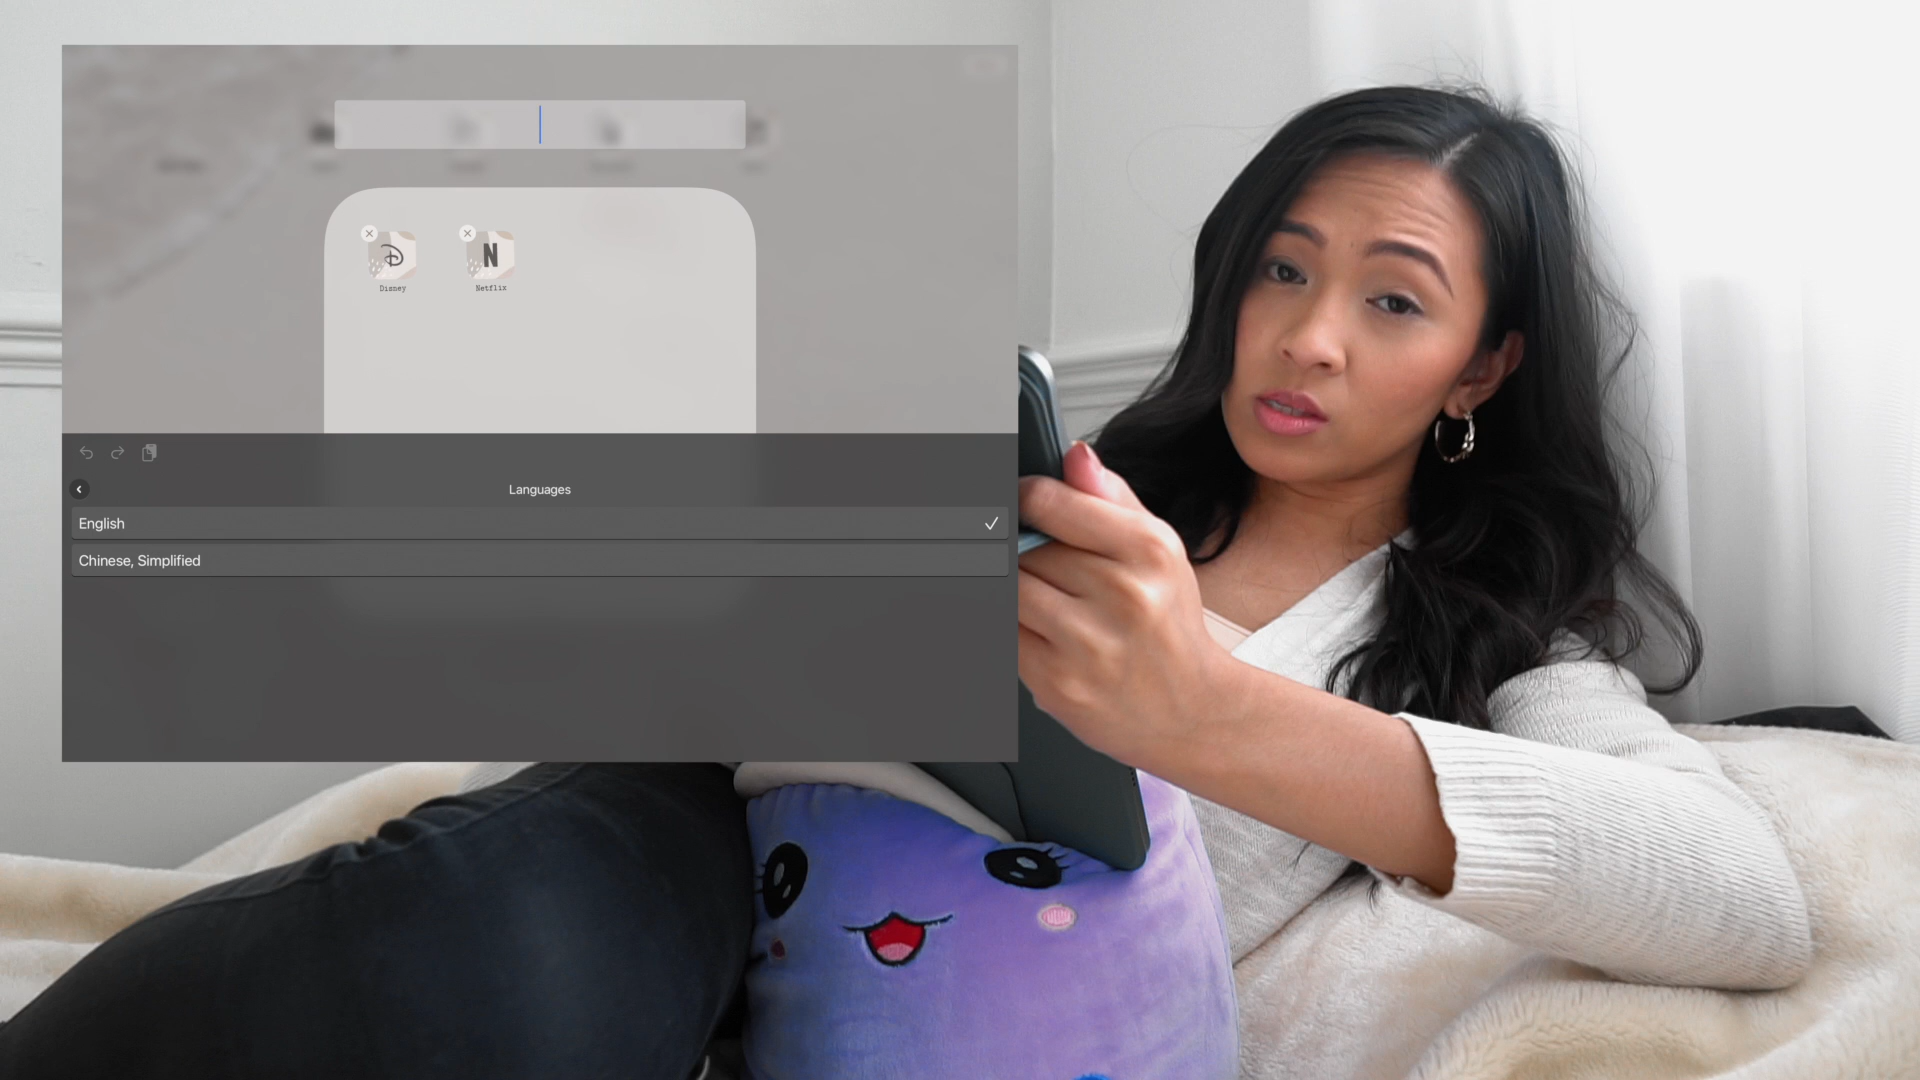 N
Disney
Netflix
Languages
English
Chinese, Simplified